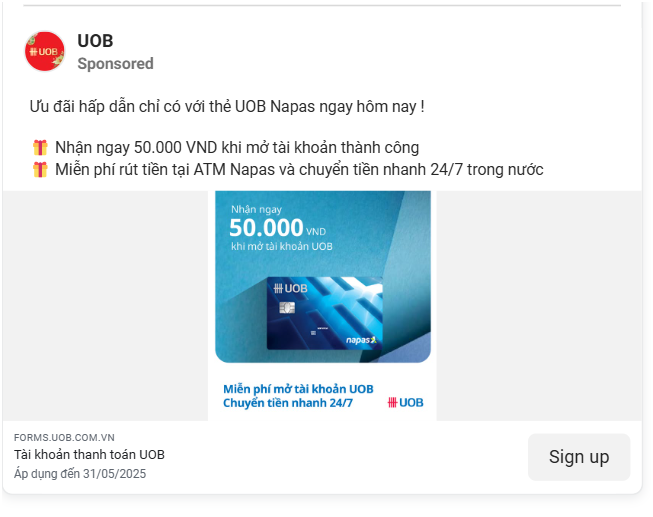 UOB
UOB
Sponsored
Ưu đãi hấp dẫn chỉ có với thẻ UOB Napas ngay hôm nay !
Nhận ngay 50.000 VND khi mở tài khoản thành công
Miễn phí rút tiền tại ATM Napas và chuyển tiền nhanh 24/7 trong nước
Nhận ngay
50.000 VND
khi mở tài khoản UOB
UOB
napas
Miễn phí mở tài khoản UOB
Chuyển tiền nhanh 24/7
UOB
FORMS.UOB.COM.VN
Tài khoản thanh toán UOB
Áp dụng đến 31/05/2025
Sign up